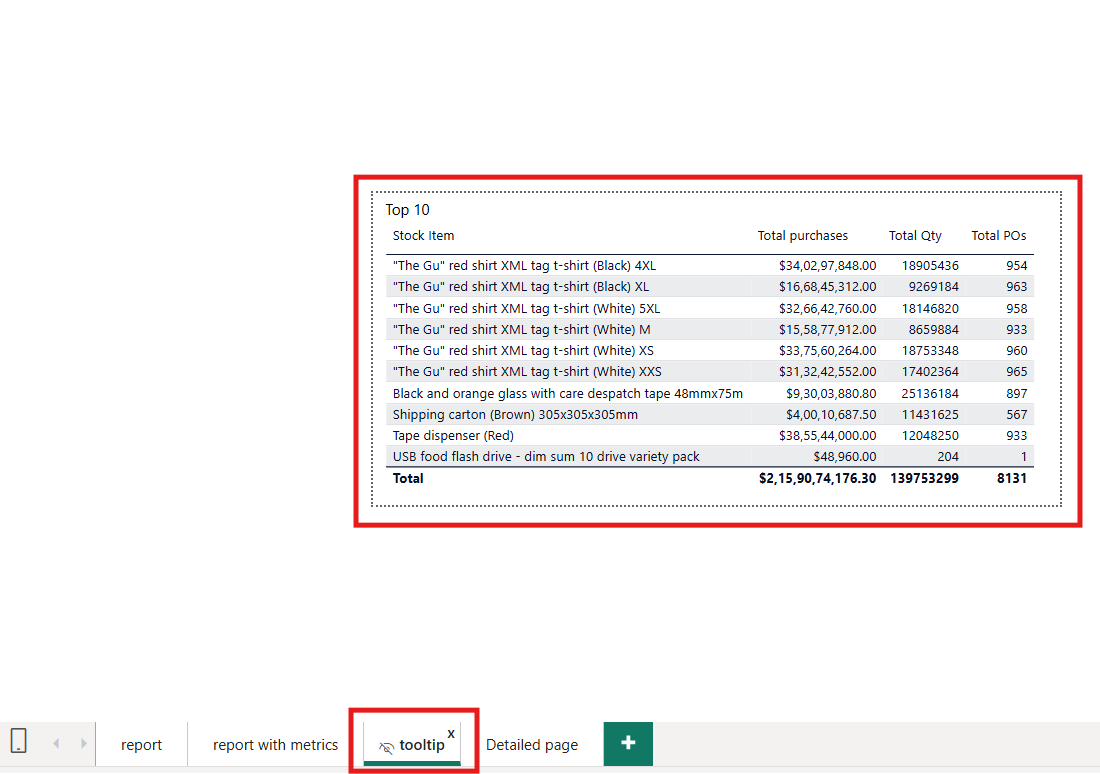 Top 10
Stock Item Total purchases Total Qty Total POs
"The Gu" red shirt XML tag t-shirt (Black) 4XL $34,02,97,848.00 18905436 954
"The Gu" red shirt XML tag t-shirt (Black) XL $16,68,45,312.00 9269184 963
"The Gu" red shirt XML tag t-shirt (White) 5XL $32,66,42,760.00 18146820 958
"The Gu" red shirt XML tag t-shirt (White) M $15,58,77,912.00 8659884 933
"The Gu" red shirt XML tag t-shirt (White) XS $33,75,60,264.00 18753348 960
"The Gu" red shirt XML tag t-shirt (White) XXS $31,32,42,552.00 17402364 965
Black and orange glass with care despatch tape 48mmx75m $9,30,03,880.80 25136184 897
Shipping carton (Brown) 305x305x305mm $4,00,10,687.50 11431625 567
Tape dispenser (Red) $38,55,44,000.00 12048250 933
USB food flash drive - dim sum 10 drive variety pack $48,960.00 204 1
Total $2,15,90,74,176.30 139753299 8131
report report with metrics tooltip x Detailed page +